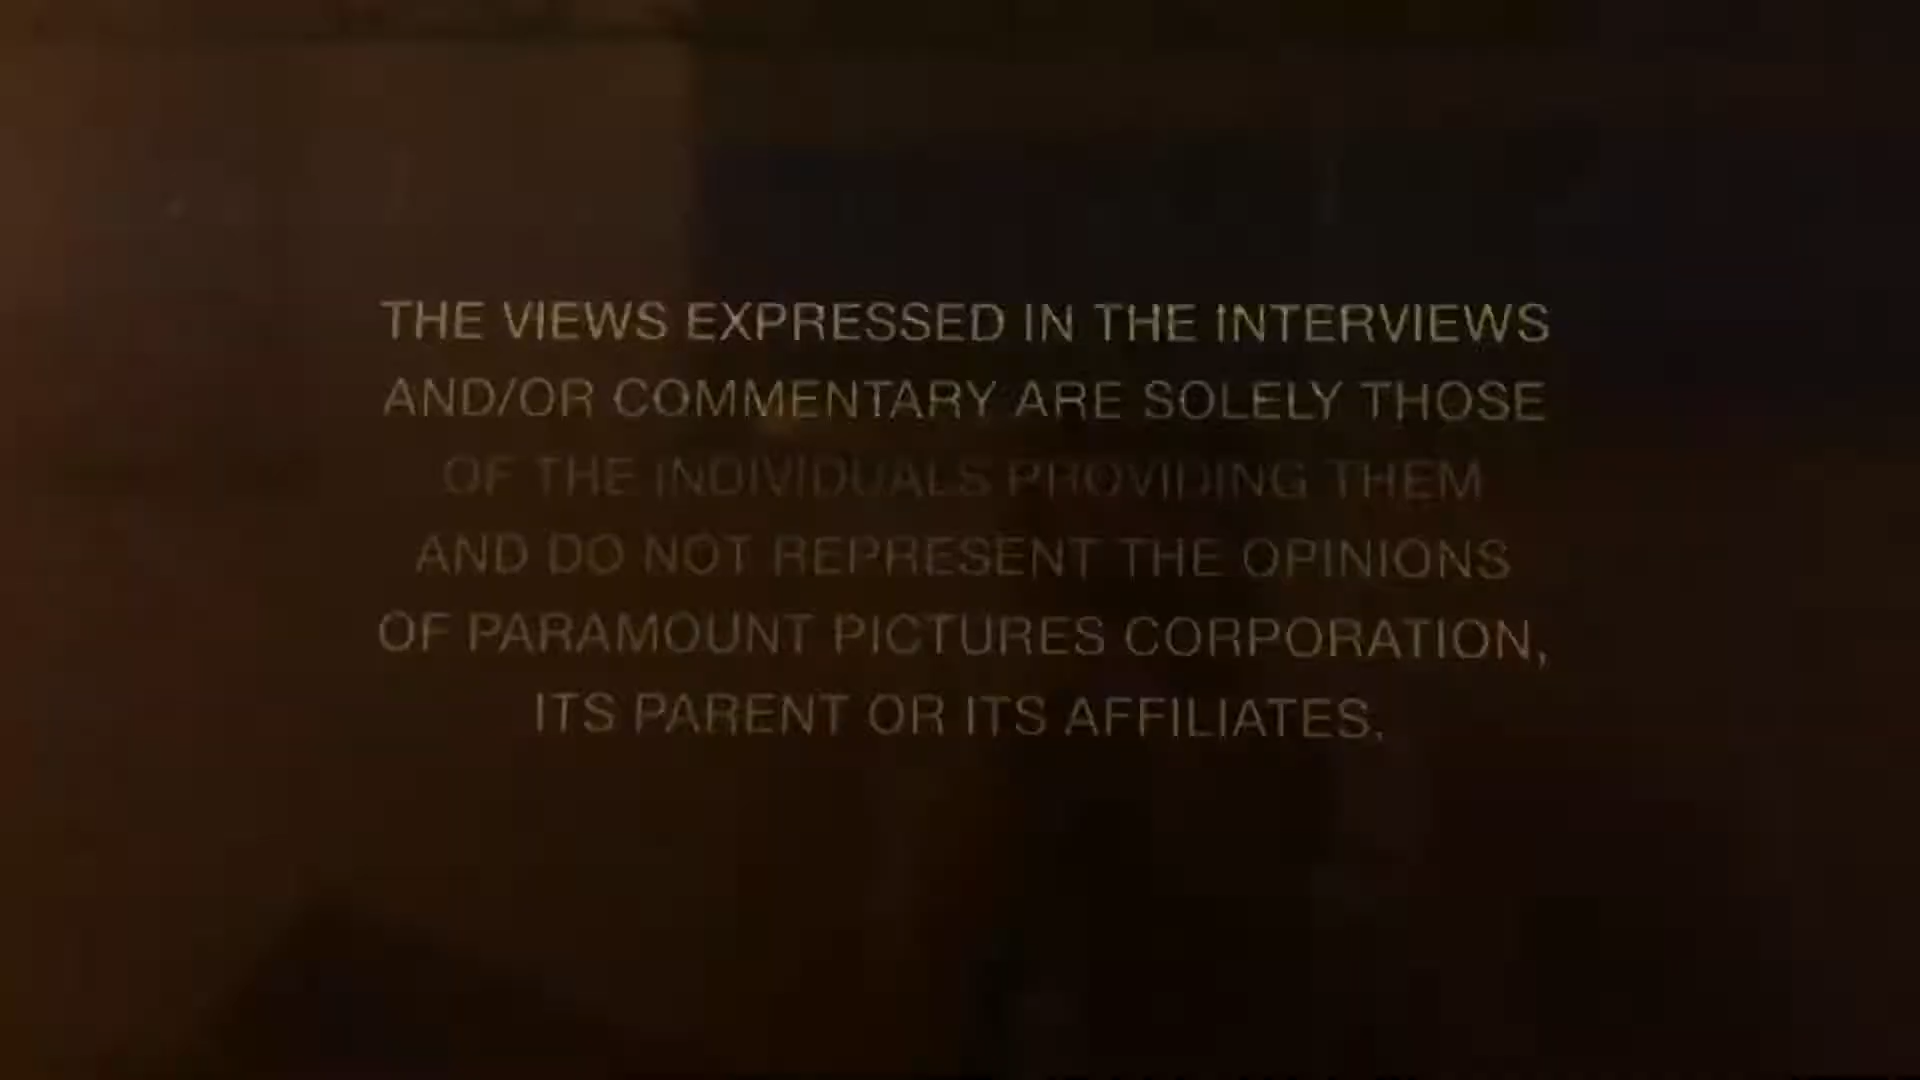 THE VIEWS EXPRESSED IN THE INTERVIEWS
AND/OR COMMENTARY ARE SOLELY THOSE
OF THE INDIVIDUALS PROVIDING THEM
AND DO NOT REPRESENT THE OPINIONS
OF PARAMOUNT PICTURES CORPORATION,
ITS PARENT OR ITS AFFILIATES.